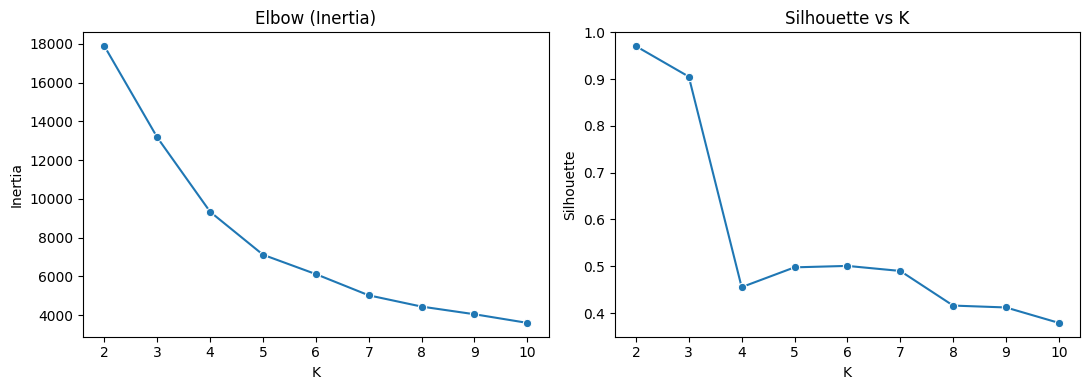 Elbow (Inertia)
Inertia
18000
16000
14000
12000
10000
8000
6000
4000
2 3 4 5 6 7 8 9 10
K
Silhouette vs K
Silhouette
1.0
0.9
0.8
0.7
0.6
0.5
0.4
2 3 4 5 6 7 8 9 10
K